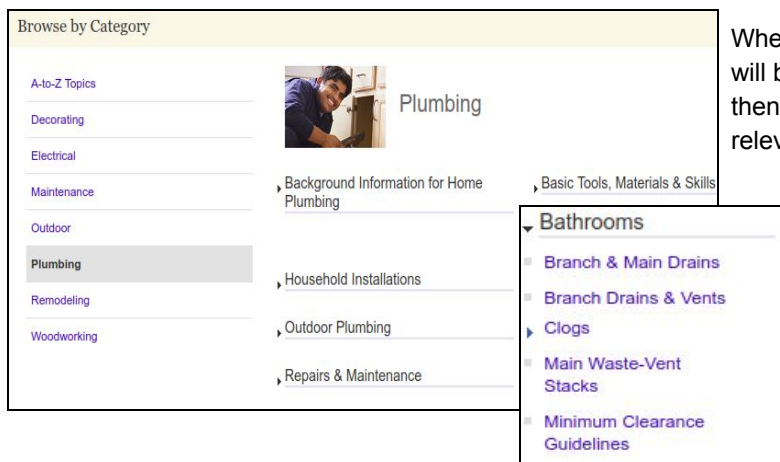 Browse by Category
A-to-Z Topics
Decorating
Electrical
Maintenance
Outdoor
Plumbing
Remodeling
Woodworking
Plumbing
Background Information for Home
Plumbing
Household Installations
Outdoor Plumbing
Repairs & Maintenance
Basic Tools, Materials & Skills
Bathrooms
Branch & Main Drains
Branch Drains & Vents
Clogs
Main Waste-Vent
Stacks
Minimum Clearance
Guidelines
will
then